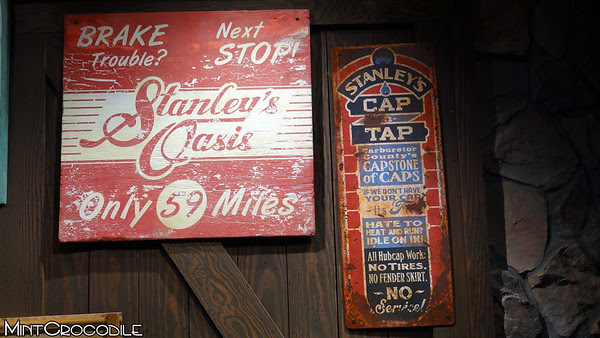 BRAKE
Trouble?
Next
STOP!
Stanley's
Oasis
Only 59 Miles
STANLEY'S
CAP
-n-
TAP
Carburetor
County's
CAPSTONE
of CAPS
IF WE DON'T HAVE
YOUR CAP
HATE TO
HEAT AND RUN?
IDLE ON IN!
All Hubcap Work:
NO TIRES.
NO FENDER SKIRT.
NO
Service!
MintCrocodile